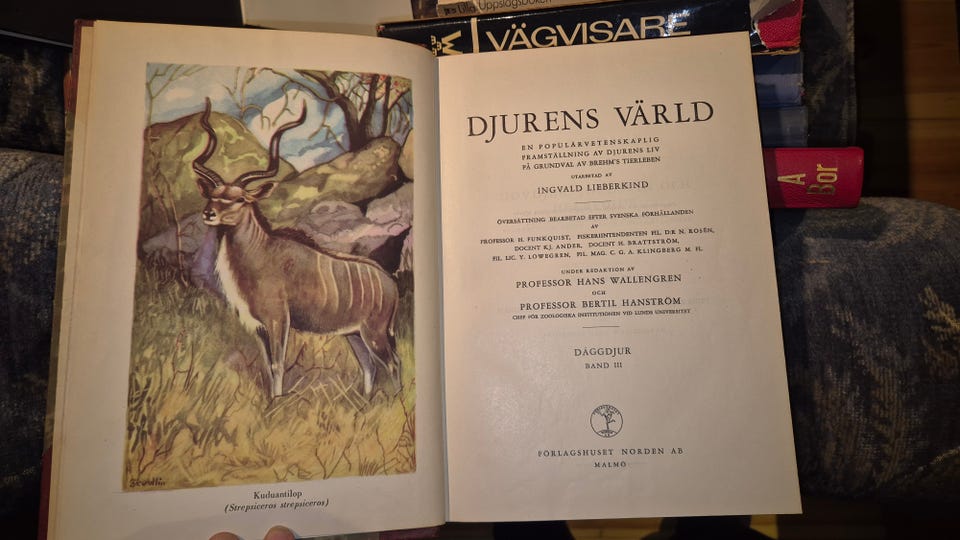 Lilla Uppslagsboken
VÄGVISARE
A
Bor
Kuduantilop
(Strepsiceros strepsiceros)
DJURENS VÄRLD
EN POPULÄRVETENSKAPLIG
FRAMSTÄLLNING AV DJURENS LIV
PÅ GRUNDVAL AV BREHM'S TIERLEBEN
UTARBETAD AV
INGVALD LIEBERKIND
ÖVERSÄTTNING BEARBETAD EFTER SVENSKA FÖRHÅLLANDEN
AV
PROFESSOR H. FUNKQUIST, FISKERIINTENDENTEN FIL. D:R N. ROSÉN,
DOCENT KJ. ANDER, DOCENT H. BRATTSTRÖM,
FIL. LIC. Y. LÖWEGREN, FIL. MAG. C. G. A. KLINGBERG M. FL.
UNDER REDAKTION AV
PROFESSOR HANS WALLENGREN
OCH
PROFESSOR BERTIL HANSTRÖM
CHEF FÖR ZOOLOGISKA INSTITUTIONEN VID LUNDS UNIVERSITET
DÄGGDJUR
BAND III
FÖRLAGSHUSET NORDEN AB
MALMÖ